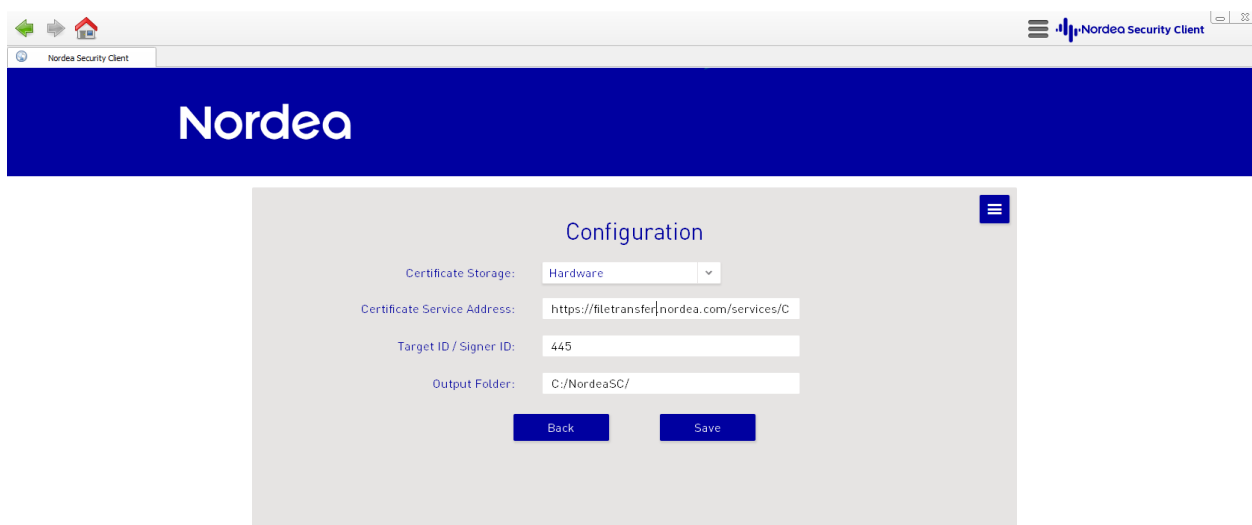 Nordea Security Client
Nordea Security Client
Nordea
Configuration
Certificate Storage: Hardware
Certificate Service Address: https://filetransfer.nordea.com/services/C
Target ID / Signer ID: 445
Output Folder: C:/NordeaSC/
Back Save